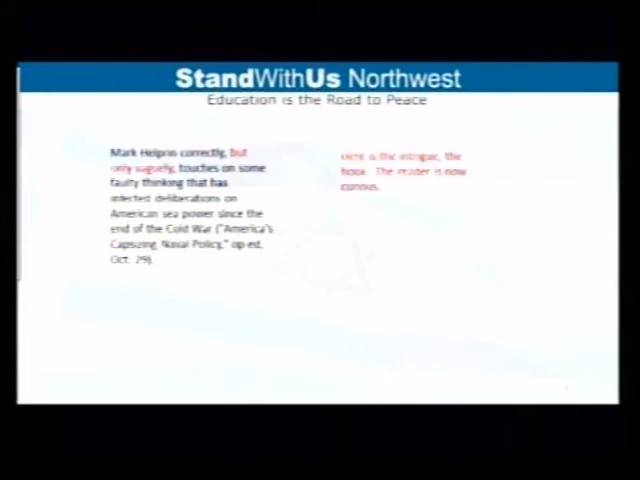 StandWithUs Northwest
Education is the Road to Peace
Mark Helprin correctly, but
only vaguely, touches on some
faulty thinking that has
infected deliberations on
American sea power since the
end of the Cold War ("America's
Capsizing Naval Policy," op-ed,
Oct. 29).
Here is the intrigue, the
hook. The reader is now
curious.